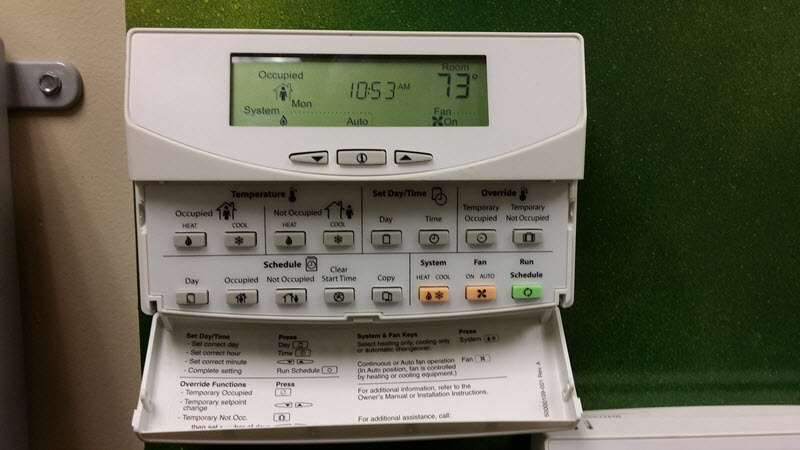 Occupied
Mon
10:53 AM
Room
73°
System
Auto
Fan
On
Temperature
Set Day/Time
Override
Occupied
Not Occupied
Day
Time
Temporary Occupied
Temporary Not Occupied
HEAT
COOL
HEAT
COOL
Schedule
System
Fan
Run
Schedule
Day
Occupied
Not Occupied
Clear
Start Time
Copy
HEAT COOL
ON AUTO
Set Day/Time
Press
- Set correct day
Day
- Set correct hour
Time
- Set correct minute
- Complete setting
Run Schedule
Override Functions
Press
- Temporary Occupied
- Temporary setpoint
change
- Temporary Not Occ.
System & Fan Keys
Press
Select heating, cooling only
System
or automatic changeover.
Continuous or Auto fan operation
Fan
(In Auto position, fan is controlled
by heating or cooling equipment.)
For additional information, refer to the
Owner's Manual or Installation Instructions.
For additional assistance, call:
Rev. A